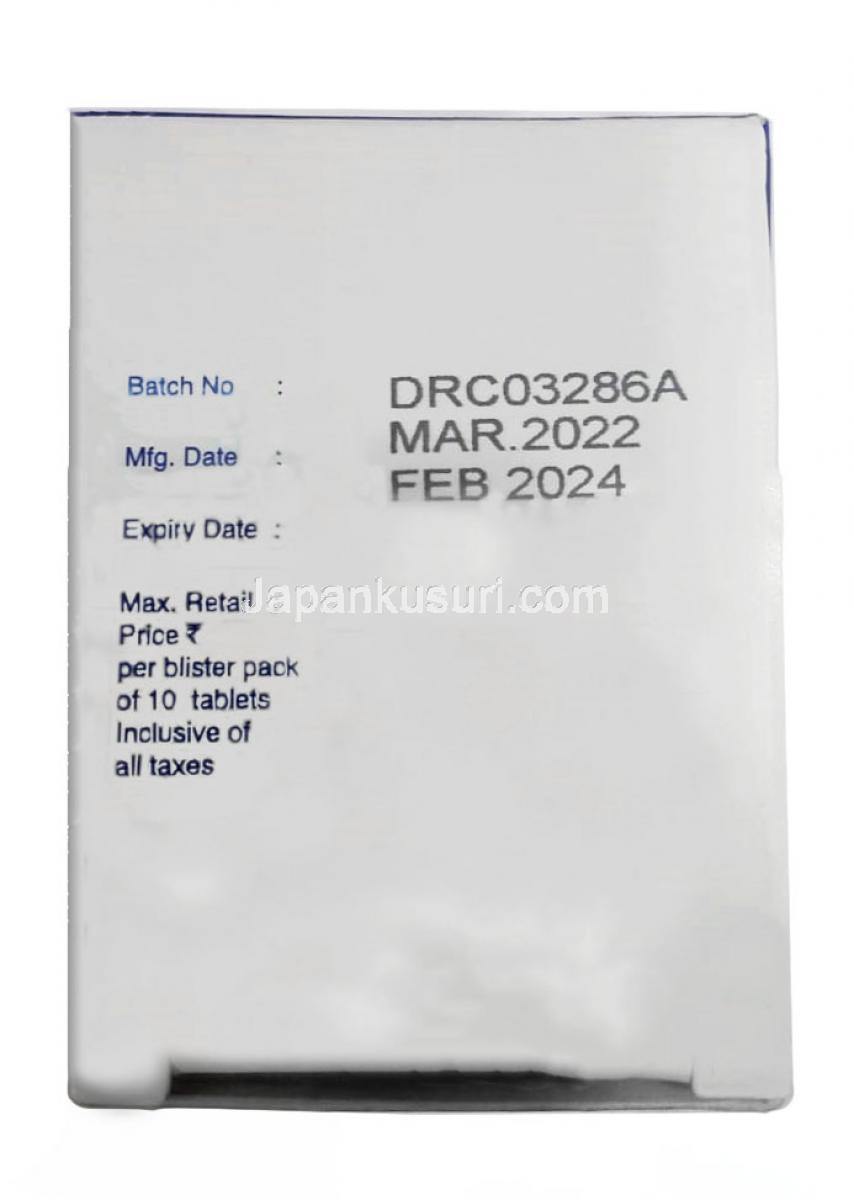 Batch No : DRC03286A
Mfg. Date : MAR.2022
FEB 2024
Expiry Date :
Max. Retail
Price ₹
per blister pack
of 10 tablets
Inclusive of
all taxes
Japankusuri.com